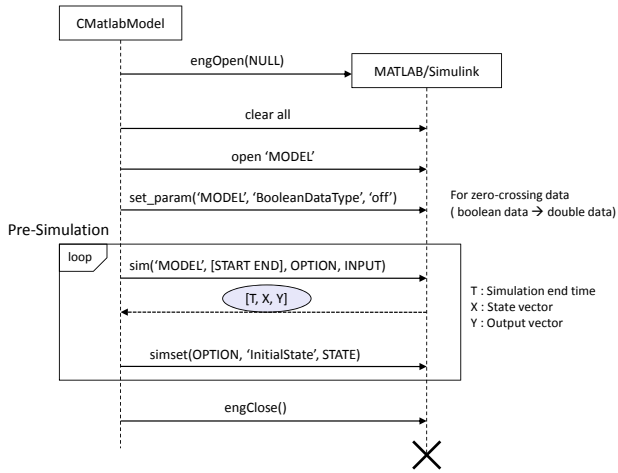 CMatlabModel
engOpen(NULL)
MATLAB/Simulink
clear all
open ‘MODEL’
set_param(‘MODEL’, ‘BooleanDataType’, ‘off’)
For zero-crossing data
( boolean data → double data)
Pre-Simulation
loop
sim(‘MODEL’, [START END], OPTION, INPUT)
[T, X, Y]
T : Simulation end time
X : State vector
Y : Output vector
simset(OPTION, ‘InitialState’, STATE)
engClose()